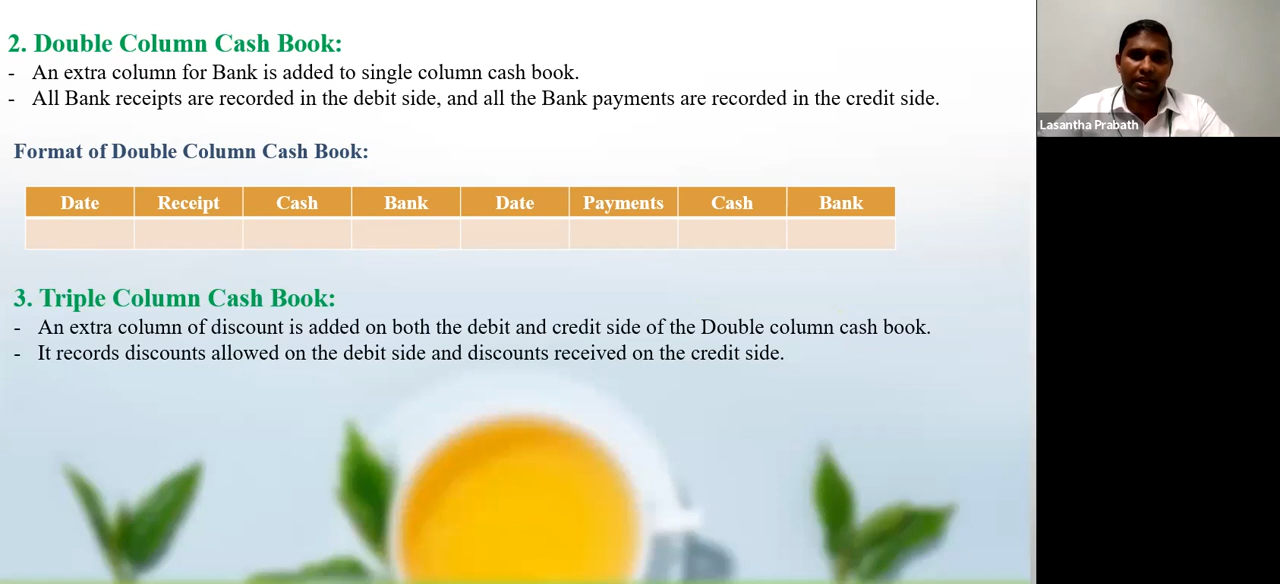 2. Double Column Cash Book:
- An extra column for Bank is added to single column cash book.
- All Bank receipts are recorded in the debit side, and all the Bank payments are recorded in the credit side.
Format of Double Column Cash Book:
Date Receipt Cash Bank Date Payments Cash Bank
3. Triple Column Cash Book:
- An extra column of discount is added on both the debit and credit side of the Double column cash book.
- It records discounts allowed on the debit side and discounts received on the credit side.
Lasantha Prabath